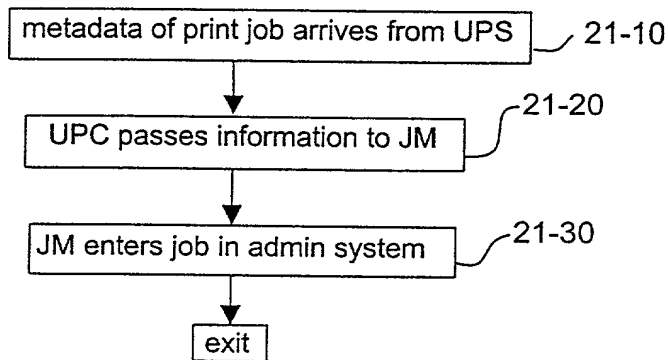 metadata of print job arrives from UPS
21-10
UPC passes information to JM
21-20
JM enters job in admin system
21-30
exit